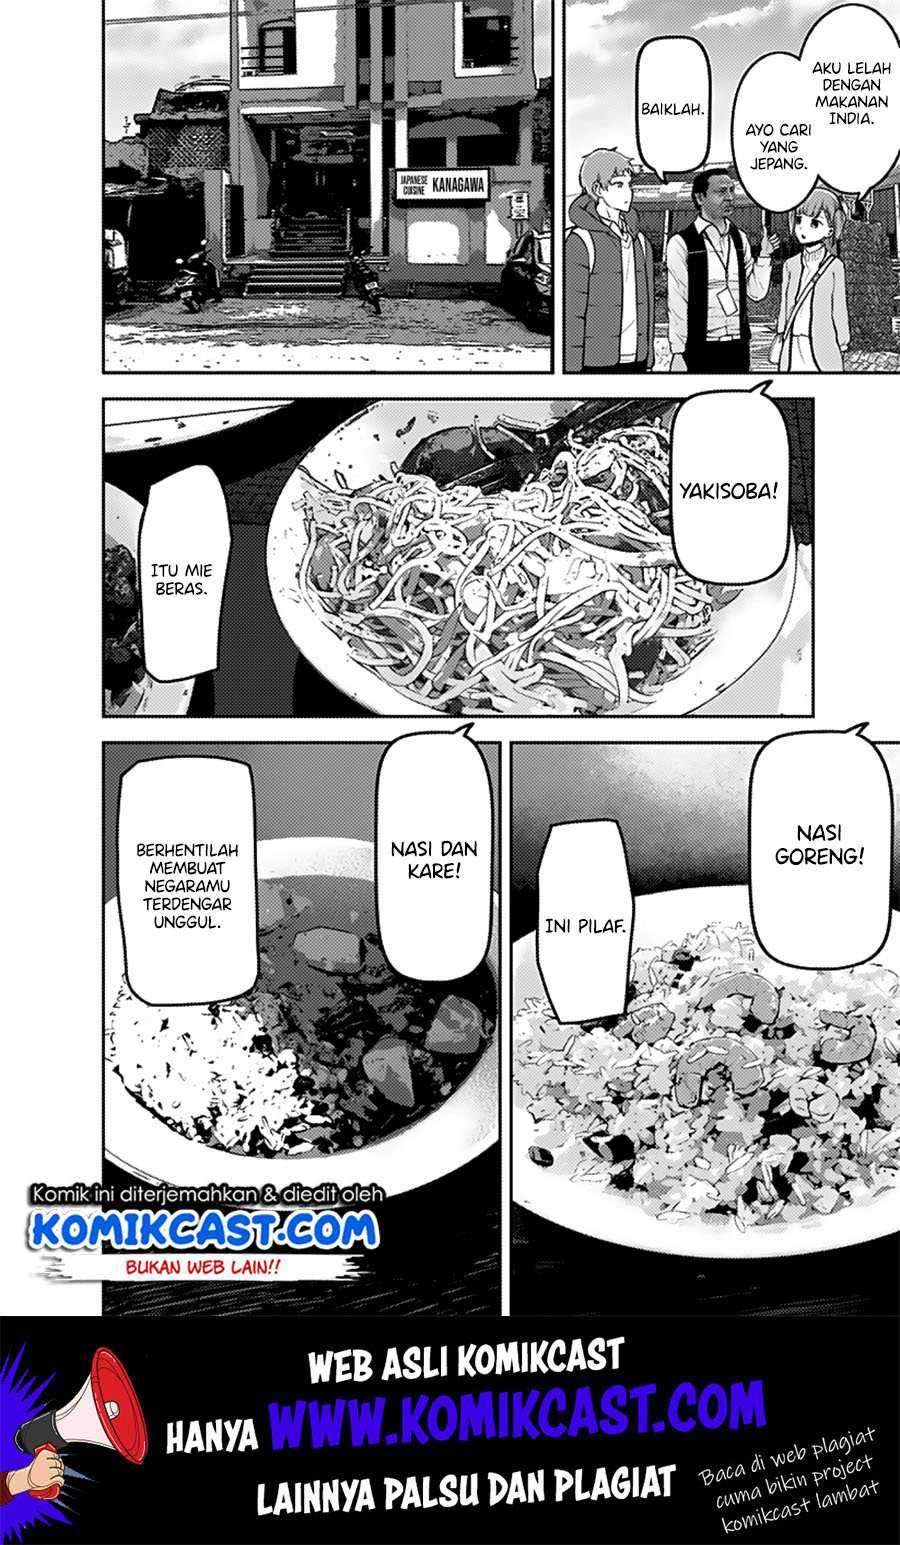 AKU LELAH
DENGAN
MAKANAN
INDIA.
AYO CARI
YANG
JEPANG.
BAIKLAH.
JAPANESE
CUISINE
KANAGAWA
YAKISOBA!
ITU MIE
BERAS.
NASI
GORENG!
INI PILAF.
NASI DAN
KARE!
BERHENTILAH
MEMBUAT
NEGARAMU
TERDENGAR
UNGGUL.
Komik ini diterjemahkan & diedit oleh
KOMIKCAST.COM
BUKAN WEB LAIN!!
WEB ASLI KOMIKCAST
HANYA WWW.KOMIKCAST.COM
LAINNYA PALSU DAN PLAGIAT
Baca di web plagiat
cuma bikin project
komikcast lambat